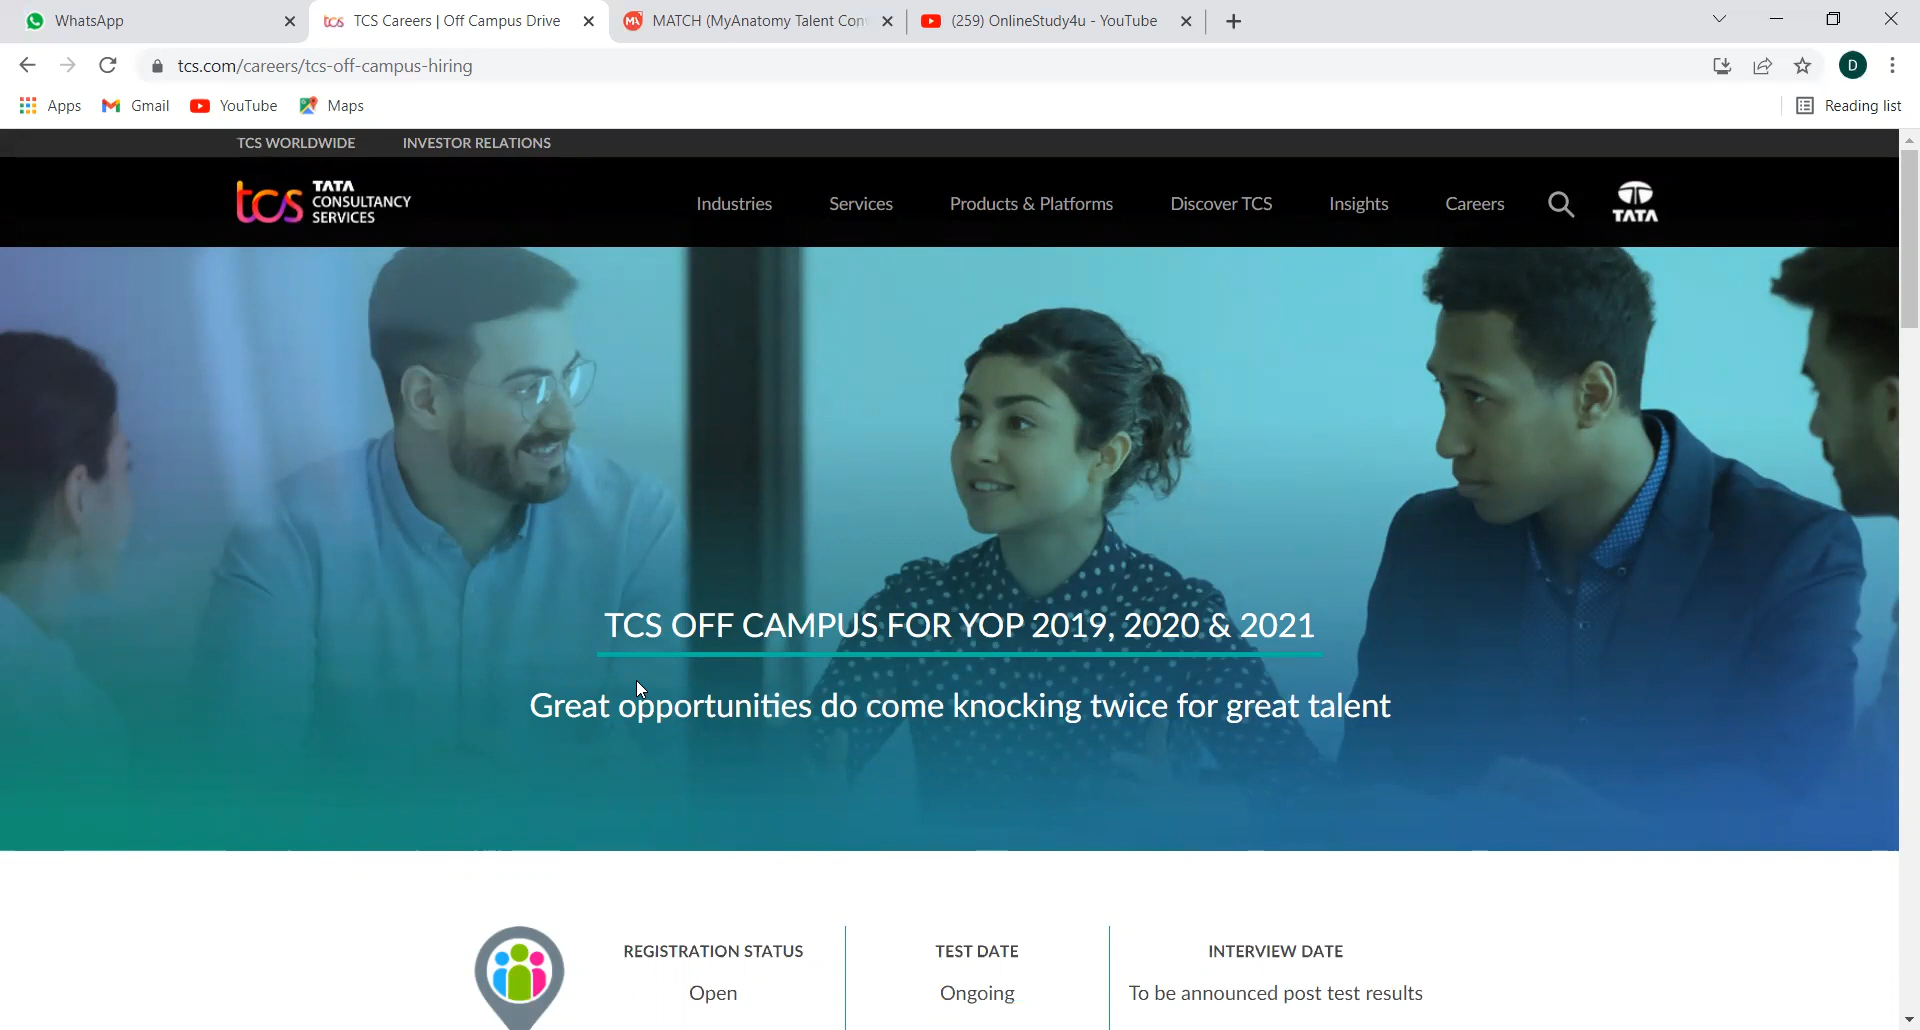 WhatsApp
TCS Careers | Off Campus Drive
MATCH (MyAnatomy Talent Con
(259) OnlineStudy4u - YouTube
tcs.com/careers/tcs-off-campus-hiring
D
Apps
Gmail
YouTube
Maps
Reading list
TCS WORLDWIDE
INVESTOR RELATIONS
tcs TATA
CONSULTANCY
SERVICES
Industries
Services
Products & Platforms
Discover TCS
Insights
Careers
TATA
TCS OFF CAMPUS FOR YOP 2019, 2020 & 2021
Great opportunities do come knocking twice for great talent
REGISTRATION STATUS
Open
TEST DATE
Ongoing
INTERVIEW DATE
To be announced post test results